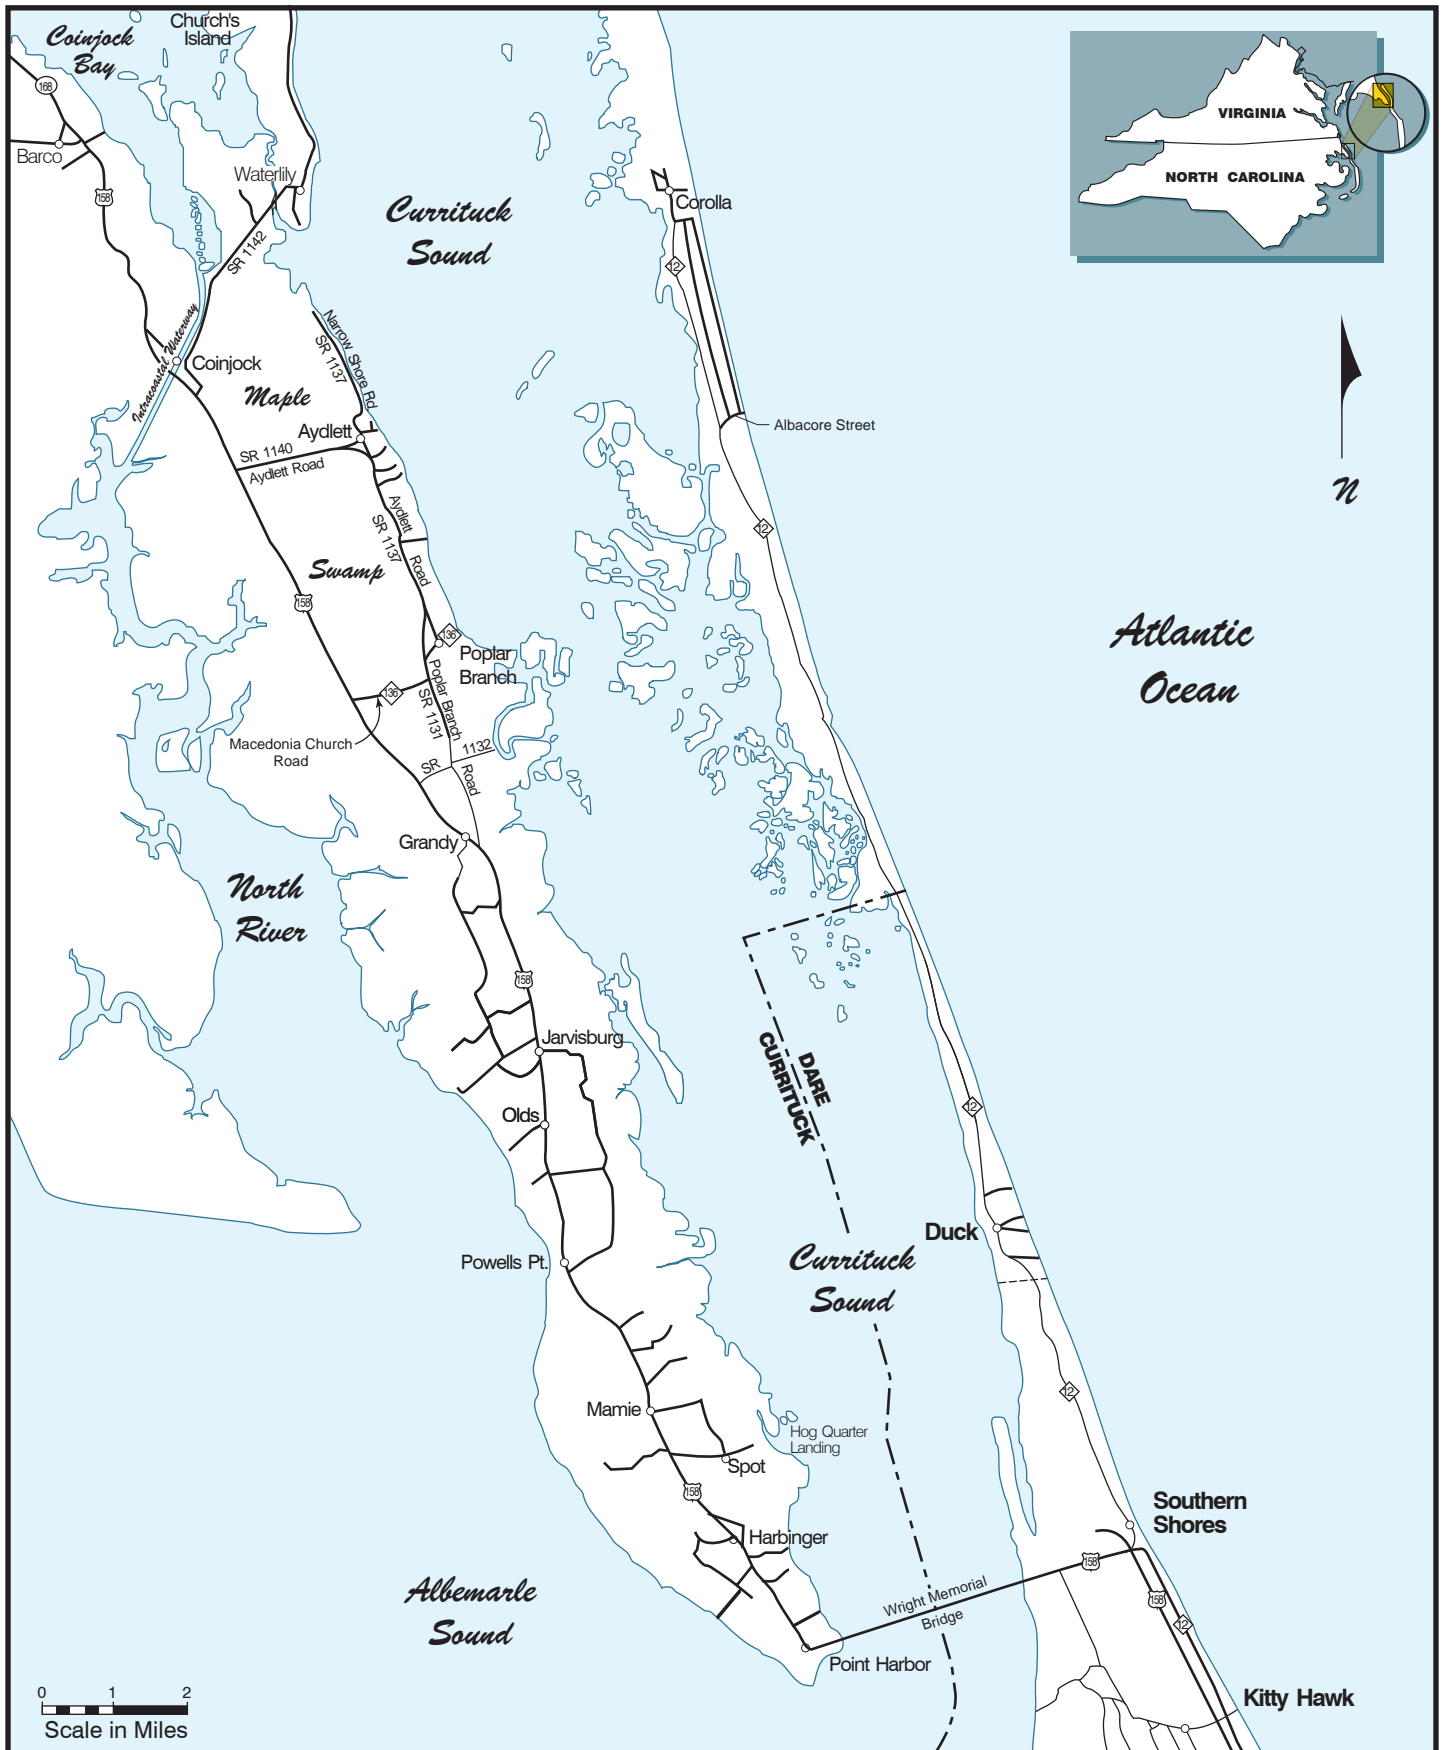 Coinjock
Bay
Church's
Island
168
Barco
158
Waterlily
SR 1142
Currituck
Sound
Corolla
12
VIRGINIA
NORTH CAROLINA
Intracoastal Waterway
Coinjock
Maple
Narrow Shore Rd
SR 1137
Aydlett
SR 1140
Aydlett Road
Albacore Street
N
12
Aydlett
Road
SR 1137
Swamp
158
136
Poplar
Branch
136
Poplar Branch
Road
SR 1131
Macedonia Church
Road
SR
1132
Atlantic
Ocean
Grandy
North
River
158
Jarvisburg
DARE
CURRITUCK
12
Olds
Duck
Powells Pt.
Currituck
Sound
12
Mamie
Hog Quarter
Landing
Spot
158
Southern
Shores
Harbinger
158
Albemarle
Sound
Wright Memorial
Bridge
158
12
Point Harbor
Kitty Hawk
0 1 2
Scale in Miles